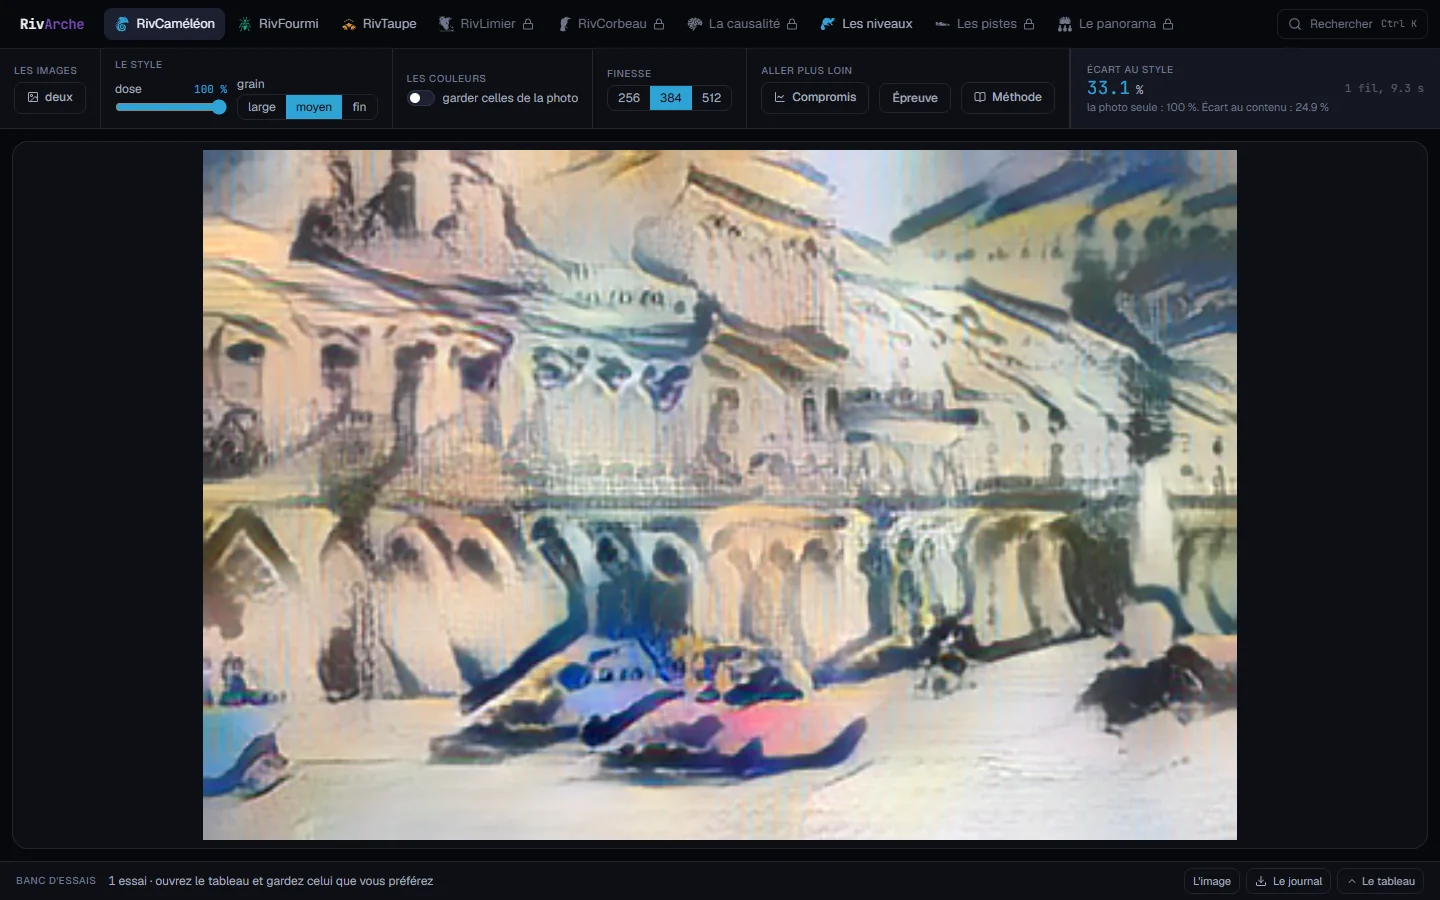 RivArche RivCaméléon RivFourmi RivTaupe RivLimier RivCorbeau La causalité Les niveaux Les pistes Le panorama Rechercher Ctrl K
LES IMAGES
deux
LE STYLE
dose 100 %
grain
large moyen fin
LES COULEURS
garder celles de la photo
FINESSE
256 384 512
ALLER PLUS LOIN
Compromis Épreuve Méthode
ÉCART AU STYLE
33.1 %
1 fil, 9.3 s
la photo seule : 100 %. Écart au contenu : 24.9 %
BANC D'ESSAIS 1 essai · ouvrez le tableau et gardez celui que vous préférez L'image Le journal Le tableau